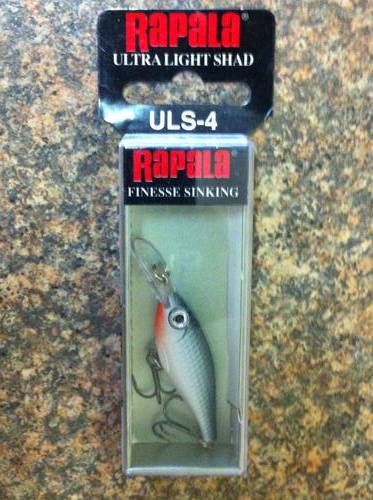 RAPALA®
ULTRA LIGHT SHAD
ULS-4
RAPALA
FINESSE SINKING